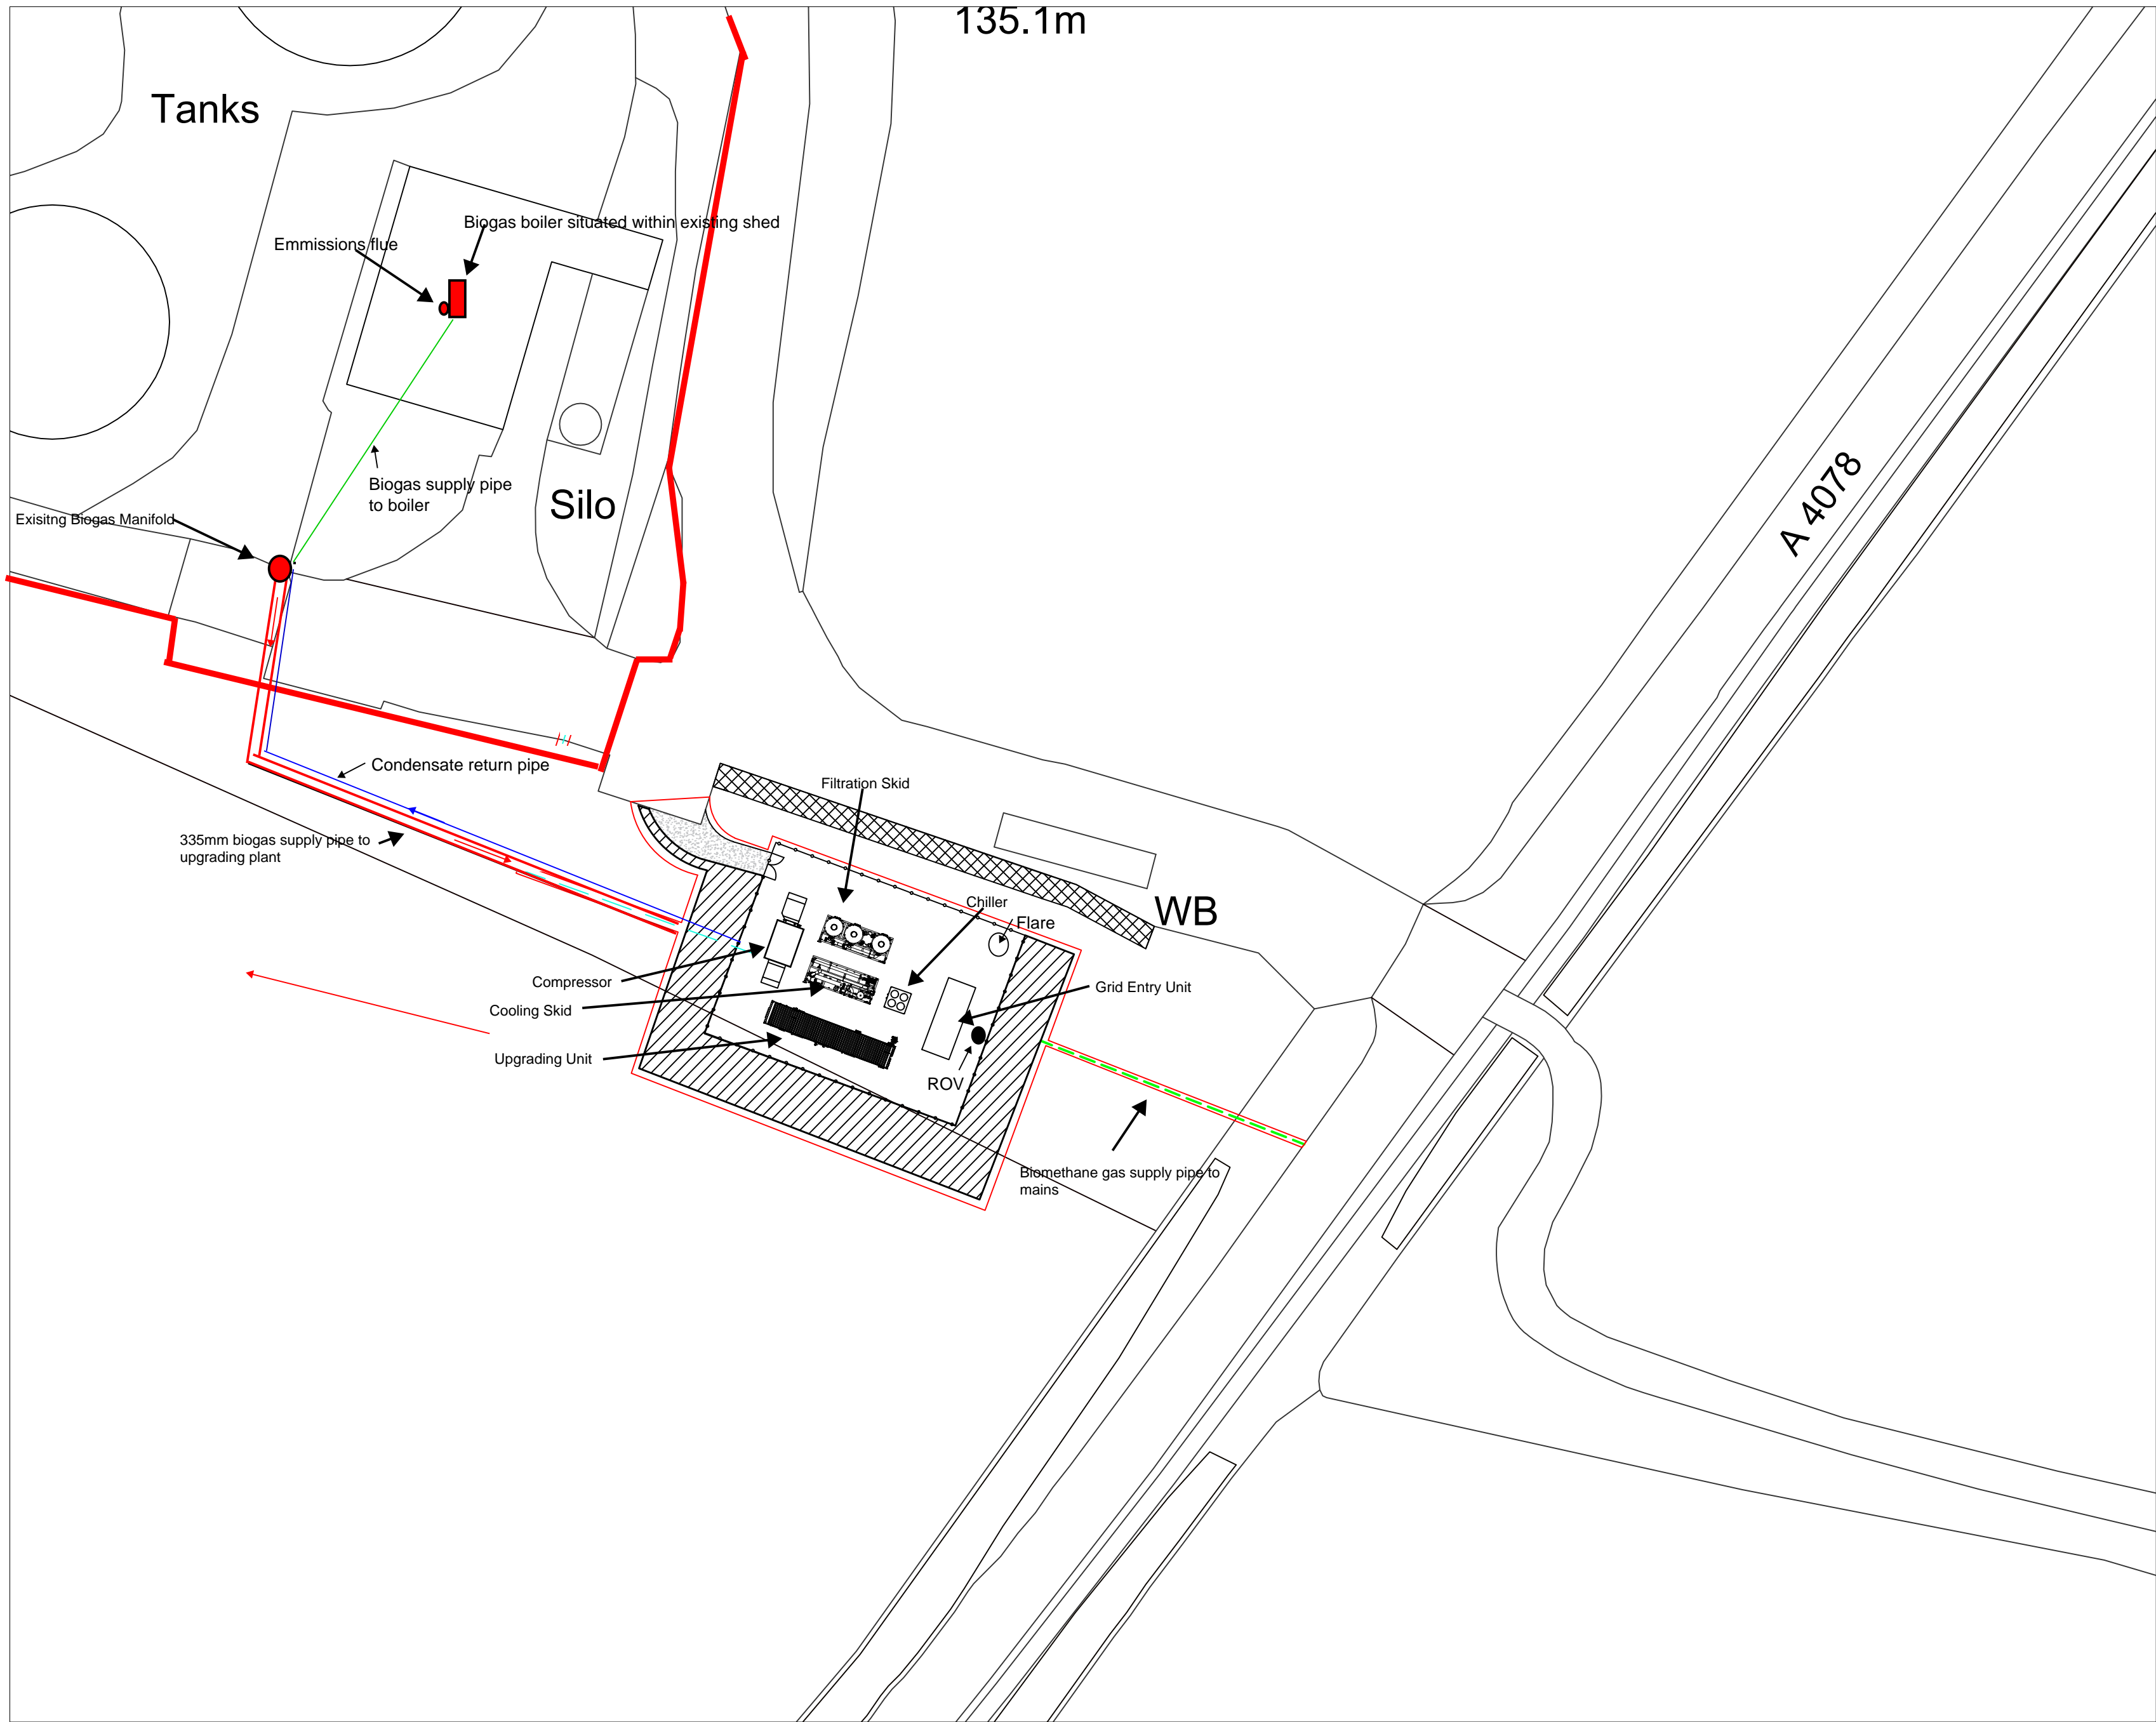 135.1m
Tanks
Biogas boiler situated within existing shed
Emmissions flue
Biogas supply pipe
to boiler
Silo
A 4078
Exisitng Biogas Manifold
Condensate return pipe
Filtration Skid
335mm biogas supply pipe to
upgrading plant
Chiller
WB
Flare
Compressor
Grid Entry Unit
Cooling Skid
Upgrading Unit
ROV
Biomethane gas supply pipe to
mains